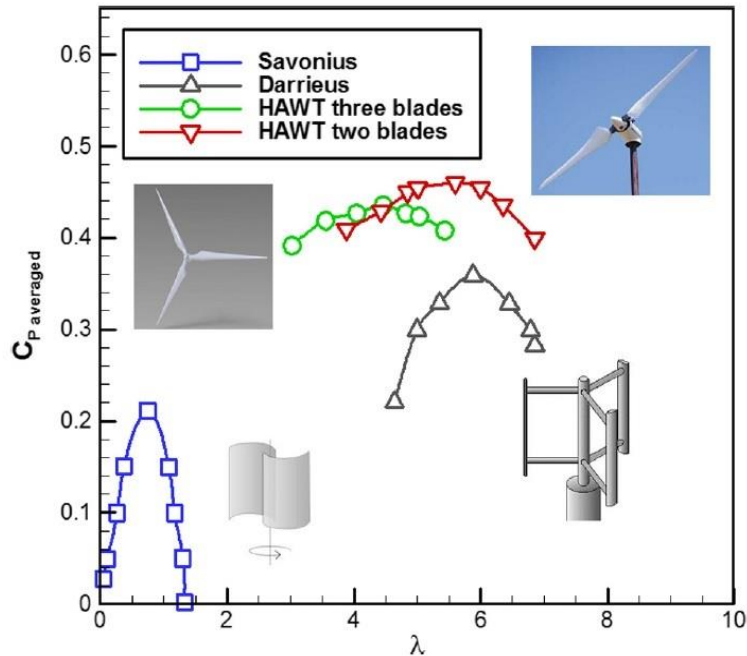 0.6
0.5
0.4
0.3
0.2
0.1
0
C_P averaged
Savonius
Darrieus
HAWT three blades
HAWT two blades
0 2 4 6 8 10
λ